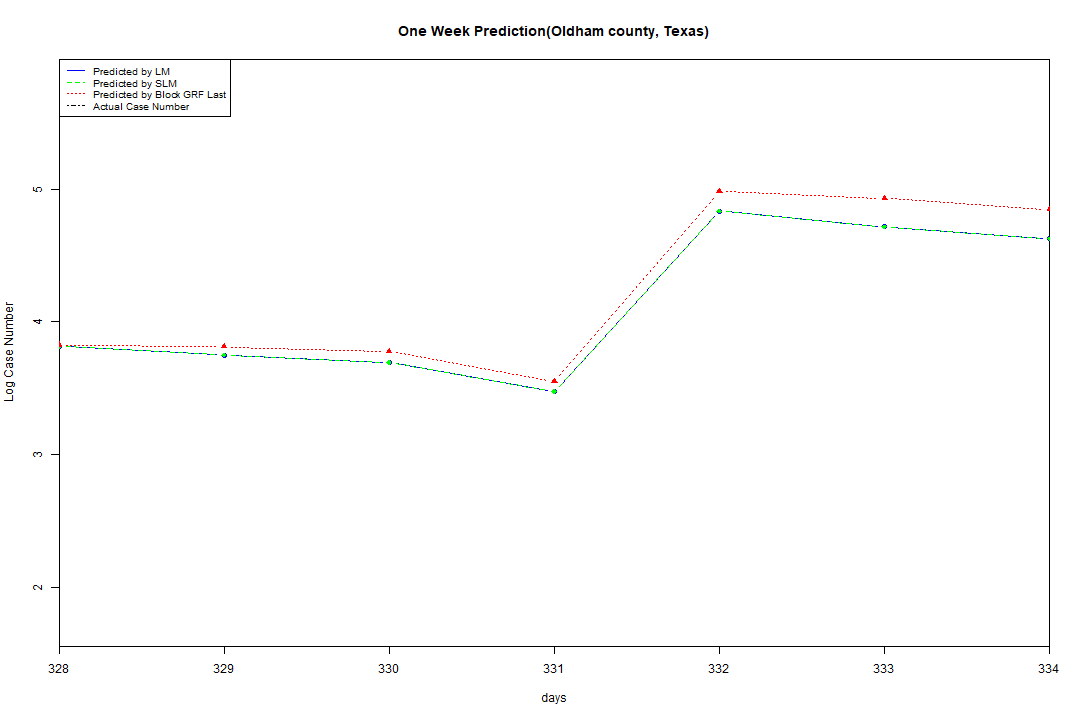 One Week Prediction(Oldham county, Texas)
Predicted by LM
Predicted by SLM
Predicted by Block GRF Last
Actual Case Number
Log Case Number
5
4
3
2
328 329 330 331 332 333 334
days